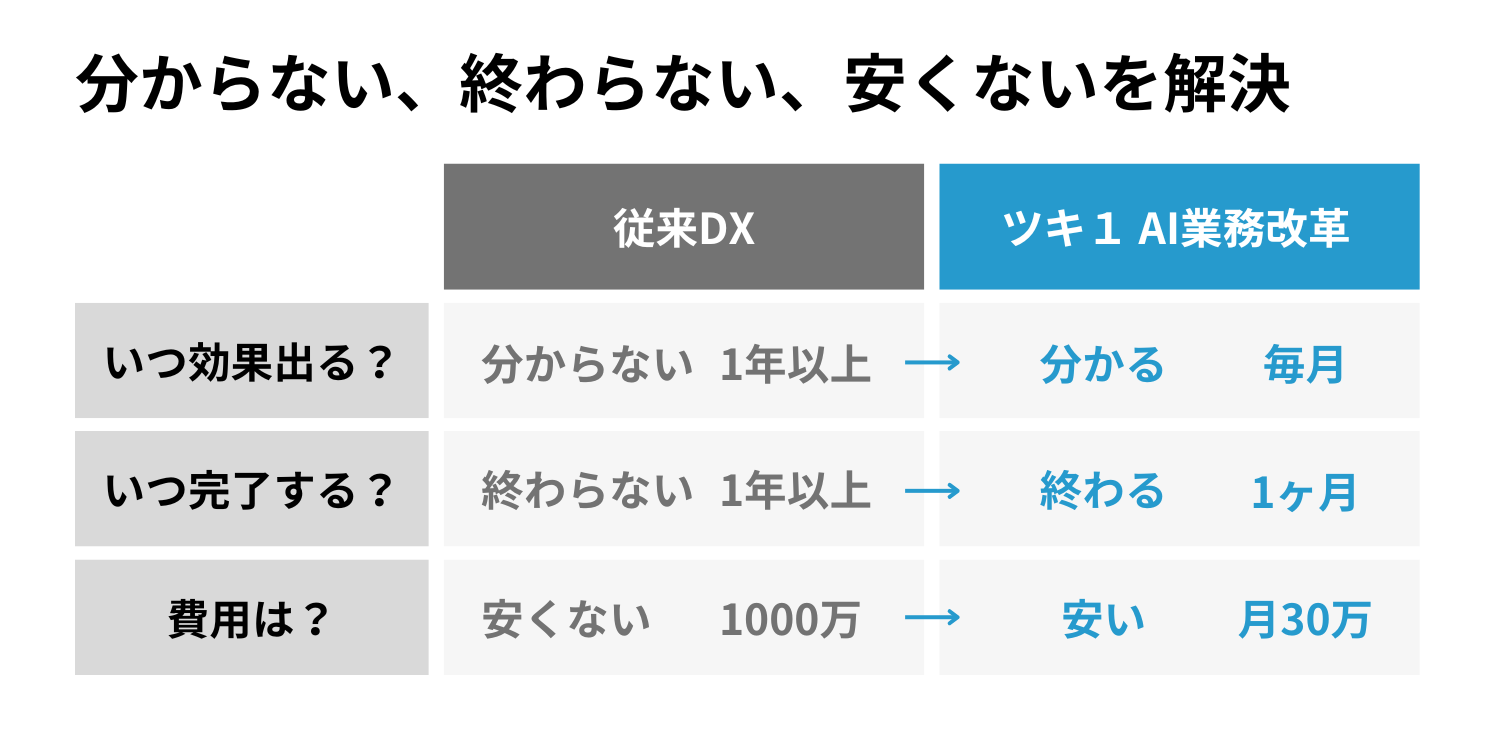 分からない、終わらない、安くないを解決
従来DX ツキ１ AI業務改革
いつ効果出る？ 分からない 1年以上 → 分かる 毎月
いつ完了する？ 終わらない 1年以上 → 終わる 1ヶ月
費用は？ 安くない 1000万 → 安い 月30万